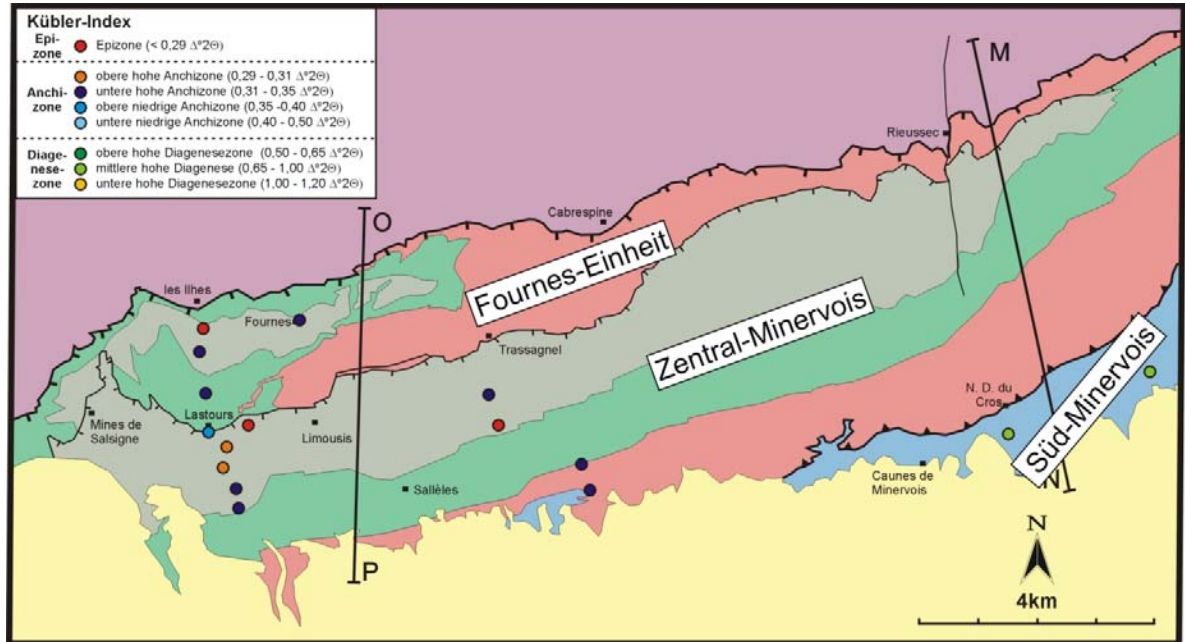 Kübler-Index
Epi-
zone
Epizone (< 0,29 Δ°2Θ)
Anchi-
zone
obere hohe Anchizone (0,29 - 0,31 Δ°2Θ)
untere hohe Anchizone (0,31 - 0,35 Δ°2Θ)
obere niedrige Anchizone (0,35 -0,40 Δ°2Θ)
untere niedrige Anchizone (0,40 - 0,50 Δ°2Θ)
Diage-
nese-
zone
obere hohe Diagenesezone (0,50 - 0,65 Δ°2Θ)
mittlere hohe Diagenese (0,65 - 1,00 Δ°2Θ)
untere hohe Diagenesezone (1,00 - 1,20 Δ°2Θ)
M
Rieussec
O
Cabrespine
les Ilhes
Fournes
Fournes-Einheit
Trassagnel
Zentral-Minervois
Mines de
Salsigne
Lastours
Limousis
N. D. du
Cros
Süd-Minervois
Sallèles
Caunes de
Minervois
N
P
N
4km